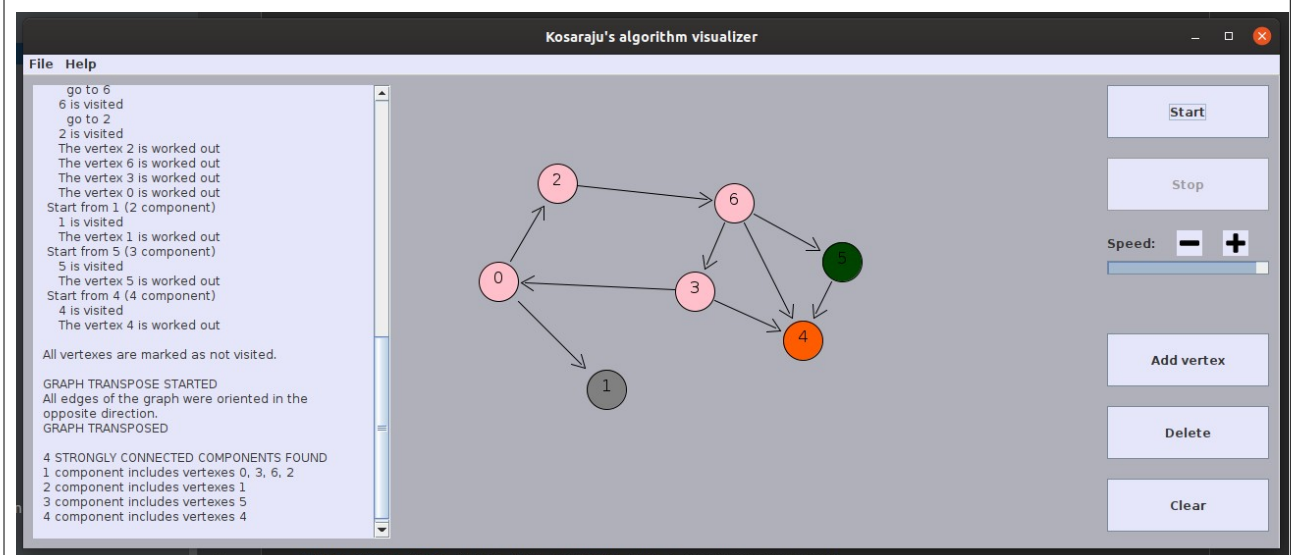 Kosaraju's algorithm visualizer
File Help
go to 6
6 is visited
go to 2
2 is visited
The vertex 2 is worked out
The vertex 6 is worked out
The vertex 3 is worked out
The vertex 0 is worked out
Start from 1 (2 component)
1 is visited
The vertex 1 is worked out
Start from 5 (3 component)
5 is visited
The vertex 5 is worked out
Start from 4 (4 component)
4 is visited
The vertex 4 is worked out
All vertexes are marked as not visited.
GRAPH TRANSPOSE STARTED
All edges of the graph were oriented in the
opposite direction.
GRAPH TRANSPOSED
4 STRONGLY CONNECTED COMPONENTS FOUND
1 component includes vertexes 0, 3, 6, 2
2 component includes vertexes 1
3 component includes vertexes 5
4 component includes vertexes 4
2
6
5
0
3
4
1
Start
Stop
Speed:
Add vertex
Delete
Clear